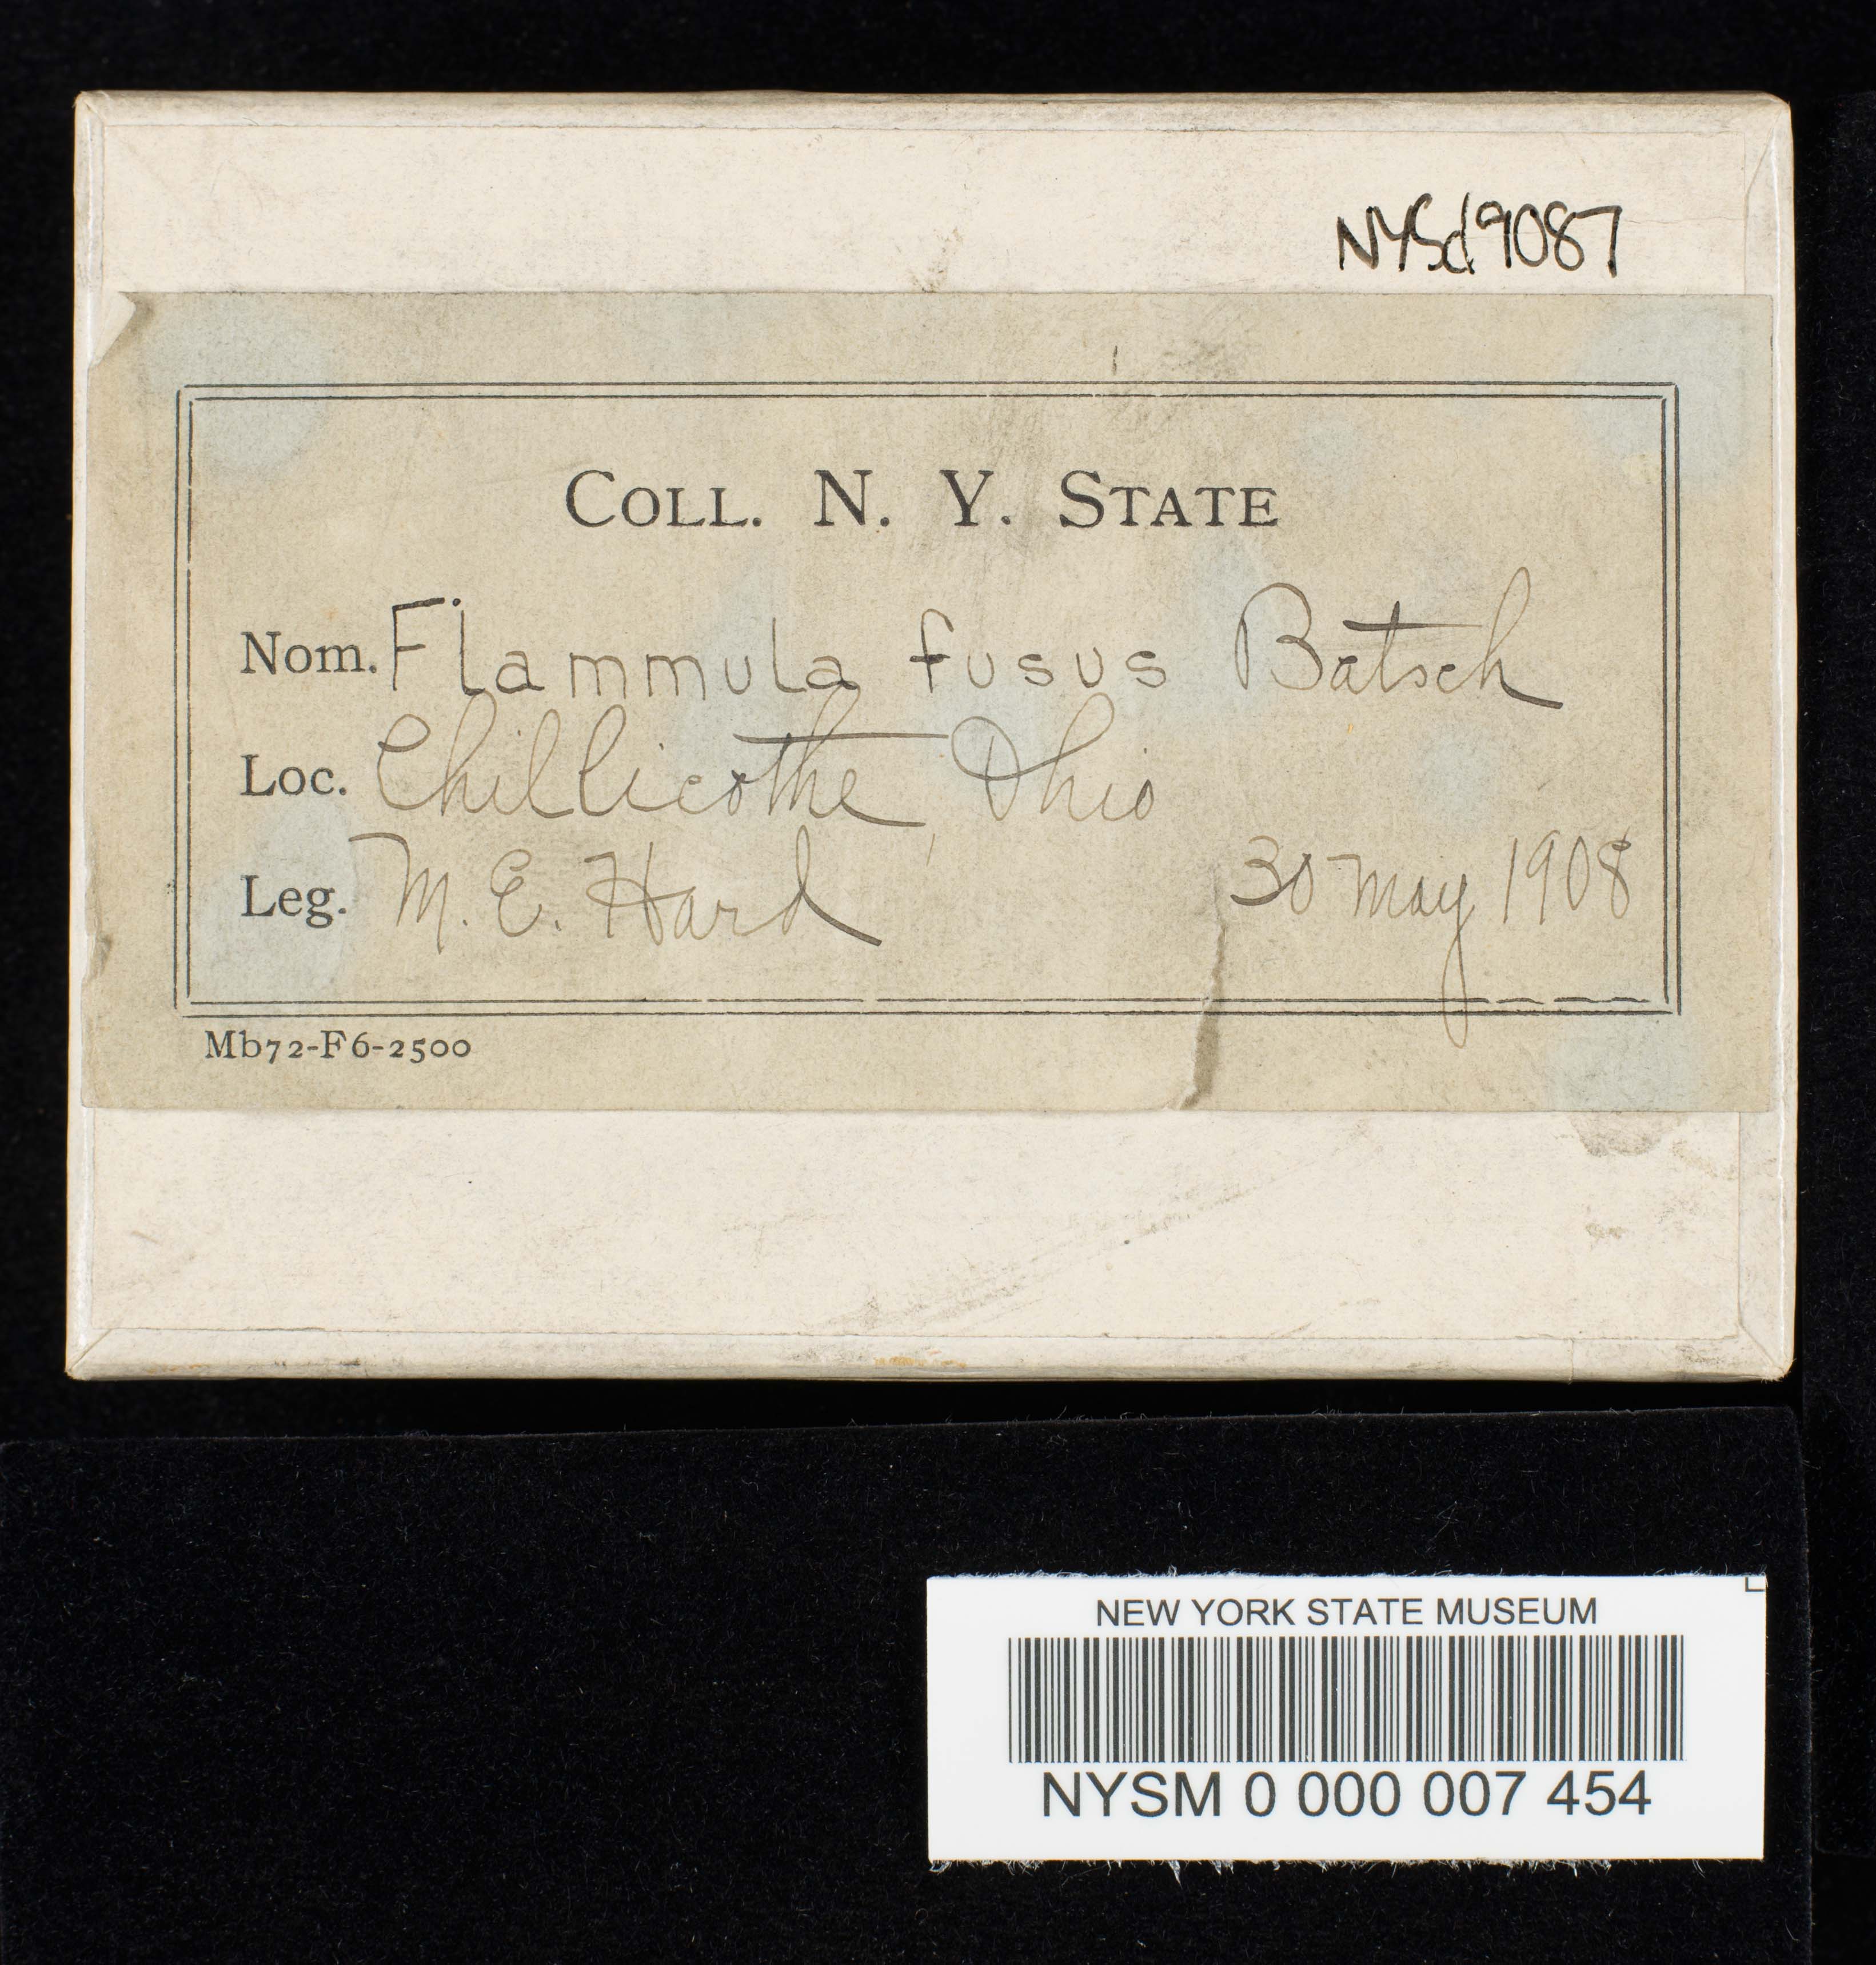 NYSd9087
COLL. N. Y. STATE
Nom. Flammula fusus Batsch
Loc. Chillicothe, Ohio
Leg. M. E. Hard 30 May 1908
Mb72-F6-2500
NEW YORK STATE MUSEUM
NYSM 0 000 007 454